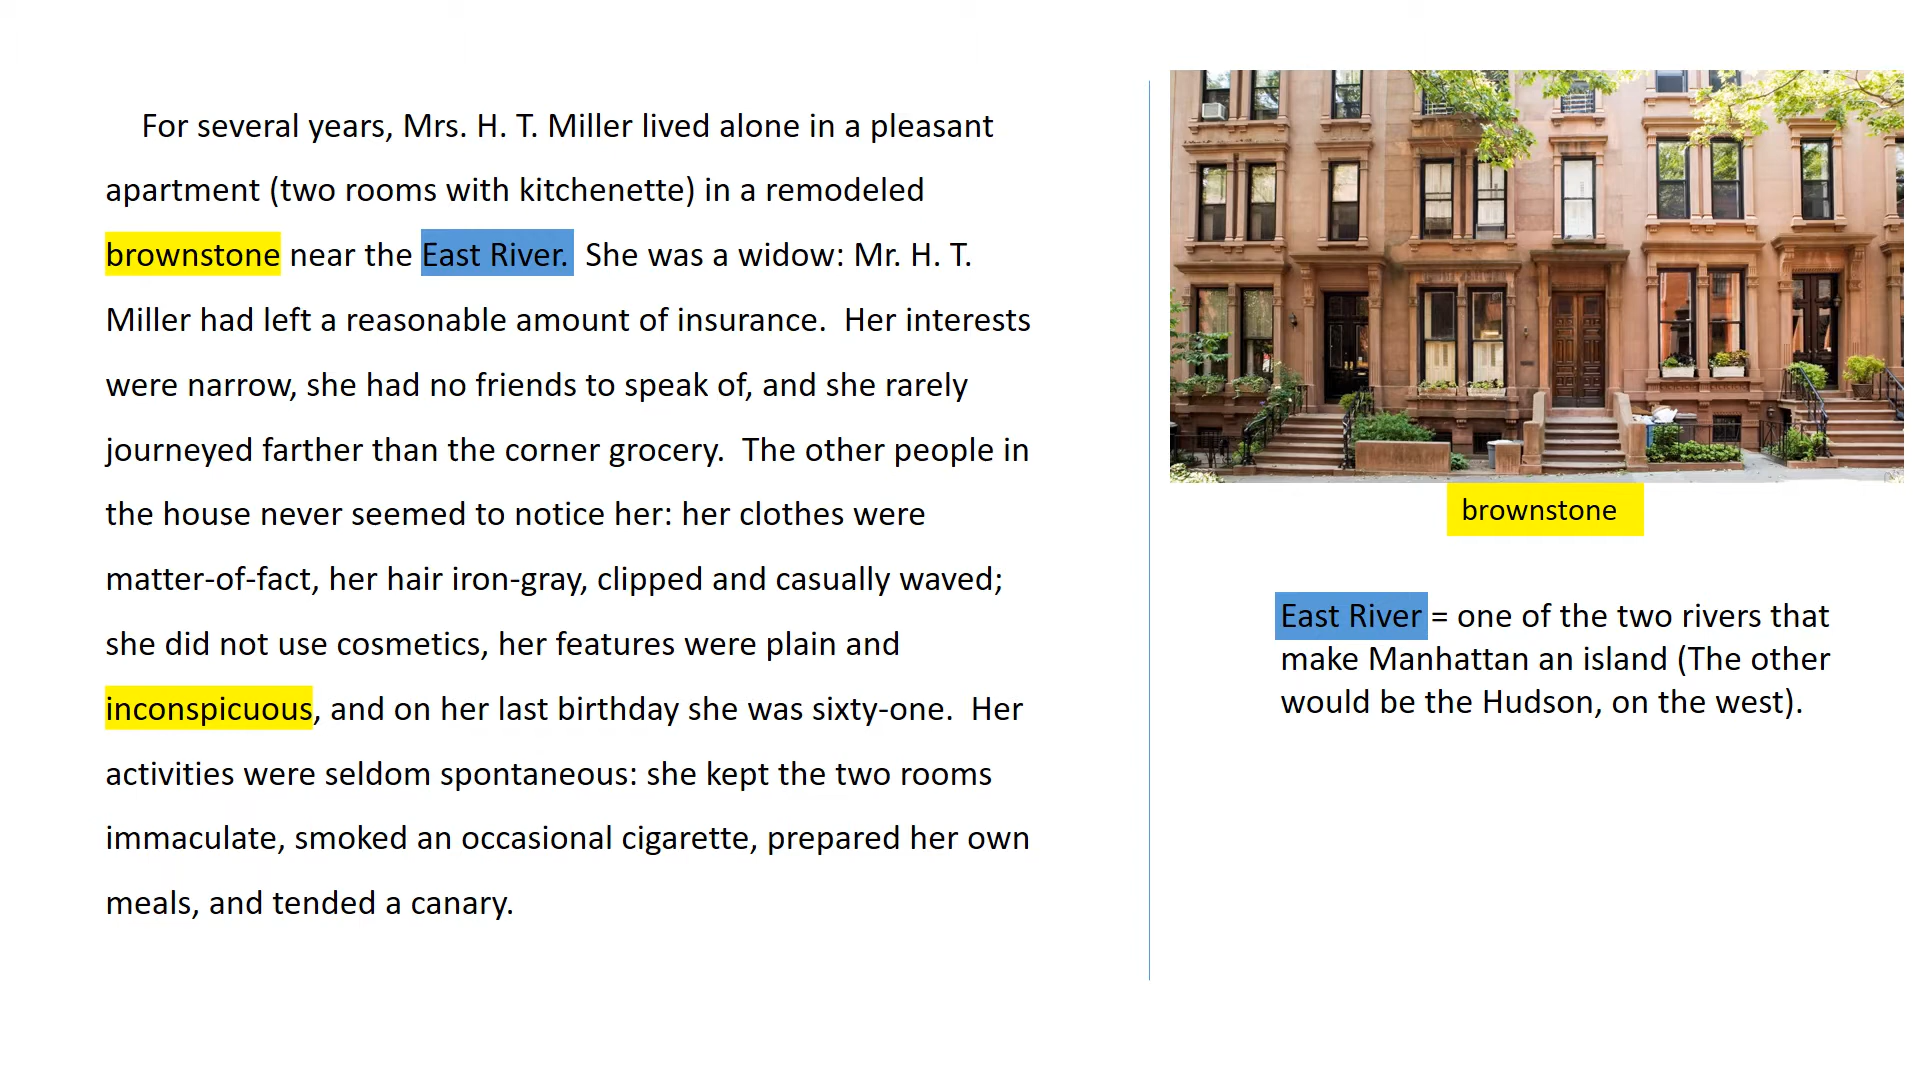 For several years, Mrs. H. T. Miller lived alone in a pleasant
apartment (two rooms with kitchenette) in a remodeled
brownstone near the East River.  She was a widow: Mr. H. T.
Miller had left a reasonable amount of insurance.  Her interests
were narrow, she had no friends to speak of, and she rarely
journeyed farther than the corner grocery.  The other people in
the house never seemed to notice her: her clothes were
matter-of-fact, her hair iron-gray, clipped and casually waved;
she did not use cosmetics, her features were plain and
inconspicuous, and on her last birthday she was sixty-one.  Her
activities were seldom spontaneous: she kept the two rooms
immaculate, smoked an occasional cigarette, prepared her own
meals, and tended a canary.
brownstone
East River = one of the two rivers that
make Manhattan an island (The other
would be the Hudson, on the west).